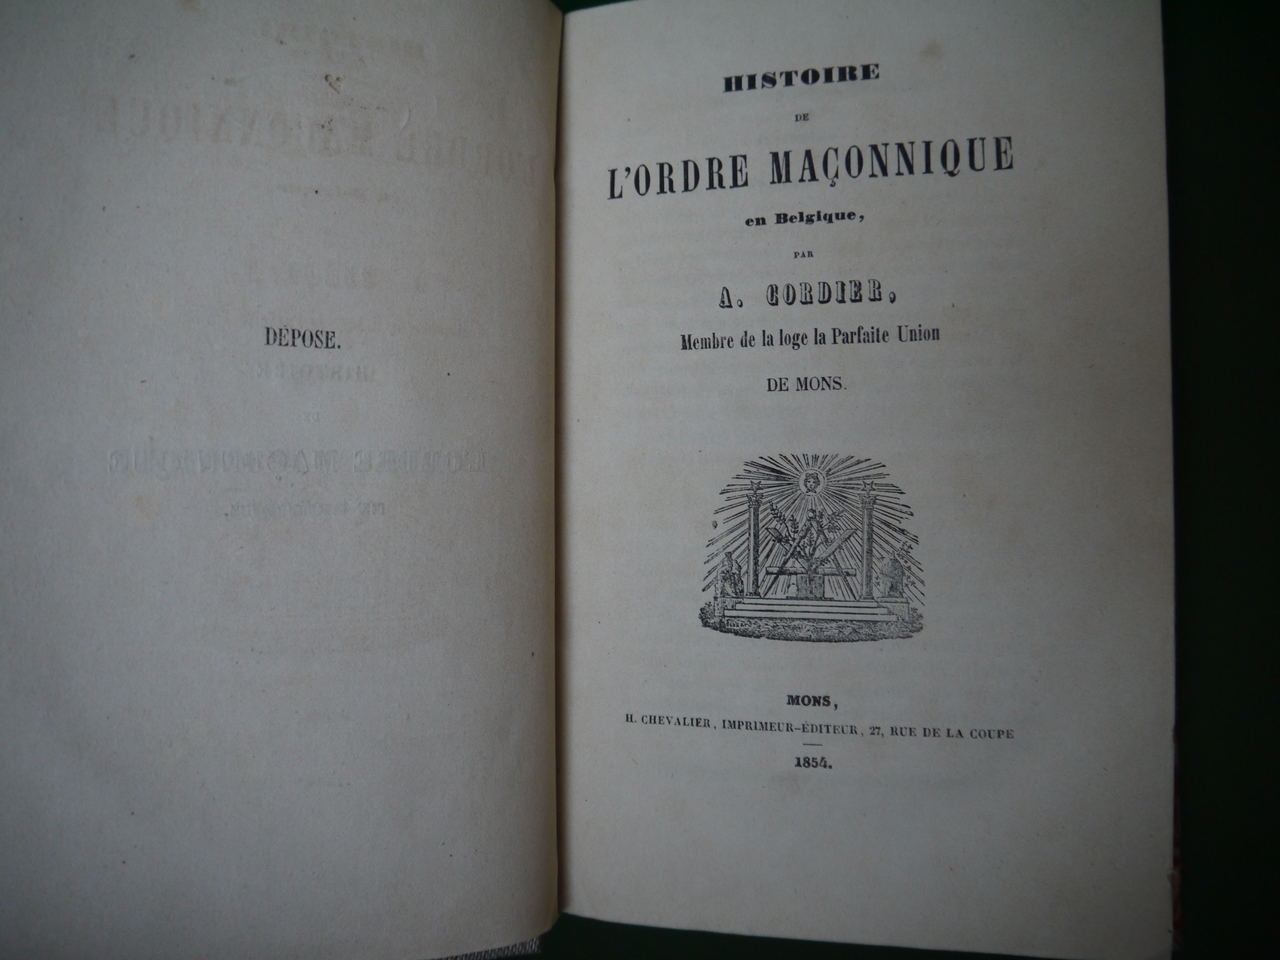 DÉPOSE.
HISTOIRE
DE
L'ORDRE MAÇONNIQUE
en Belgique,
PAR
A. CORDIER,
Membre de la loge la Parfaite Union
DE MONS.
MONS,
H. CHEVALIER, IMPRIMEUR-ÉDITEUR, 27, RUE DE LA COUPE
1854.